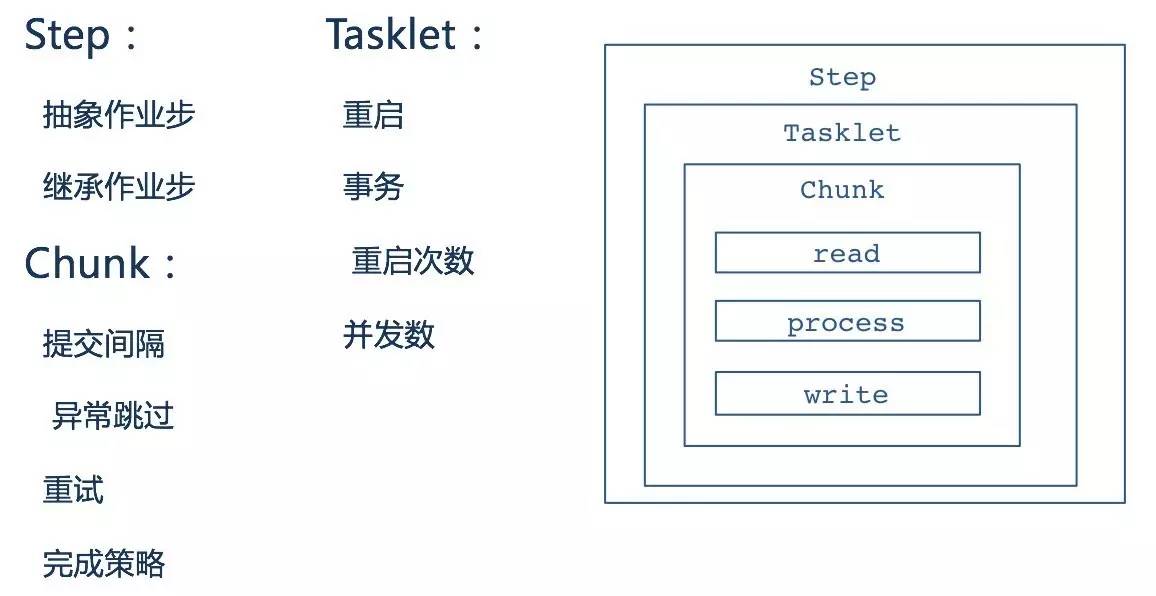 Step：
抽象作业步
继承作业步
Chunk：
提交间隔
异常跳过
重试
完成策略
Tasklet：
重启
事务
重启次数
并发数
Step
Tasklet
Chunk
read
process
write